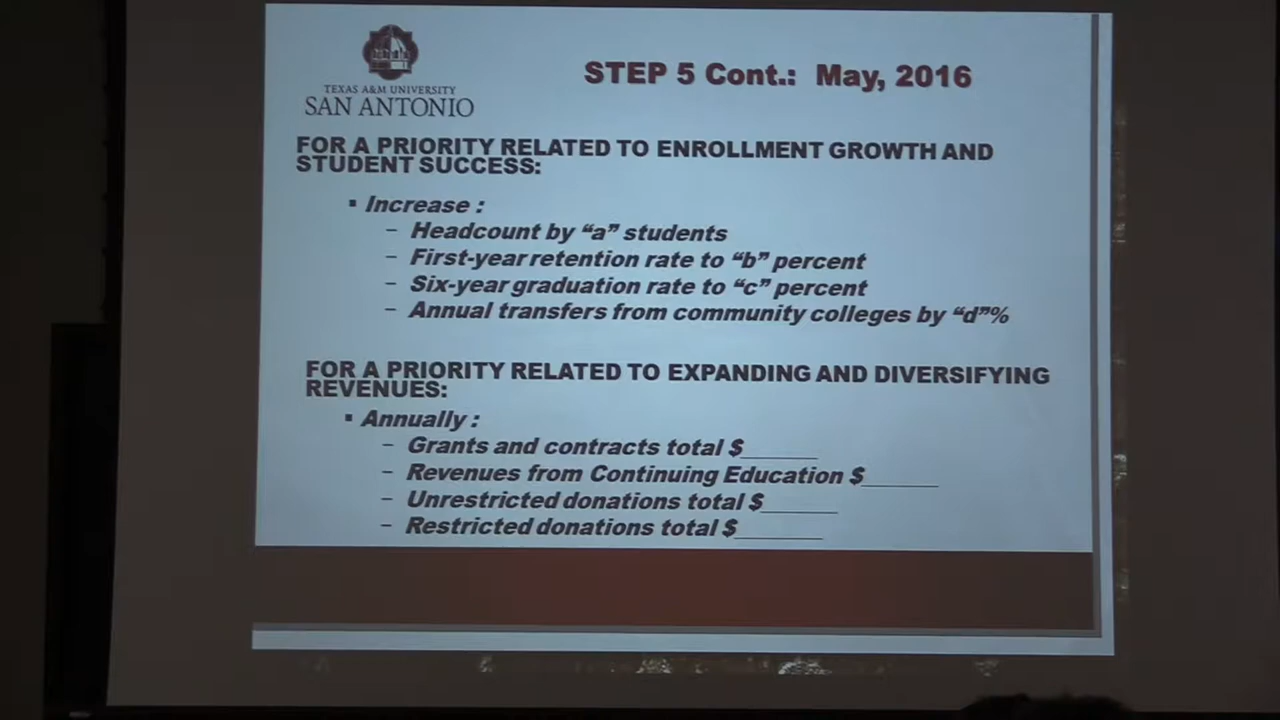 TEXAS A&M UNIVERSITY
SAN ANTONIO
STEP 5 Cont.: May, 2016
FOR A PRIORITY RELATED TO ENROLLMENT GROWTH AND
STUDENT SUCCESS:
▪ Increase :
– Headcount by “a” students
– First-year retention rate to “b” percent
– Six-year graduation rate to “c” percent
– Annual transfers from community colleges by “d”%
FOR A PRIORITY RELATED TO EXPANDING AND DIVERSIFYING
REVENUES:
▪ Annually :
– Grants and contracts total $______
– Revenues from Continuing Education $______
– Unrestricted donations total $______
– Restricted donations total $_______